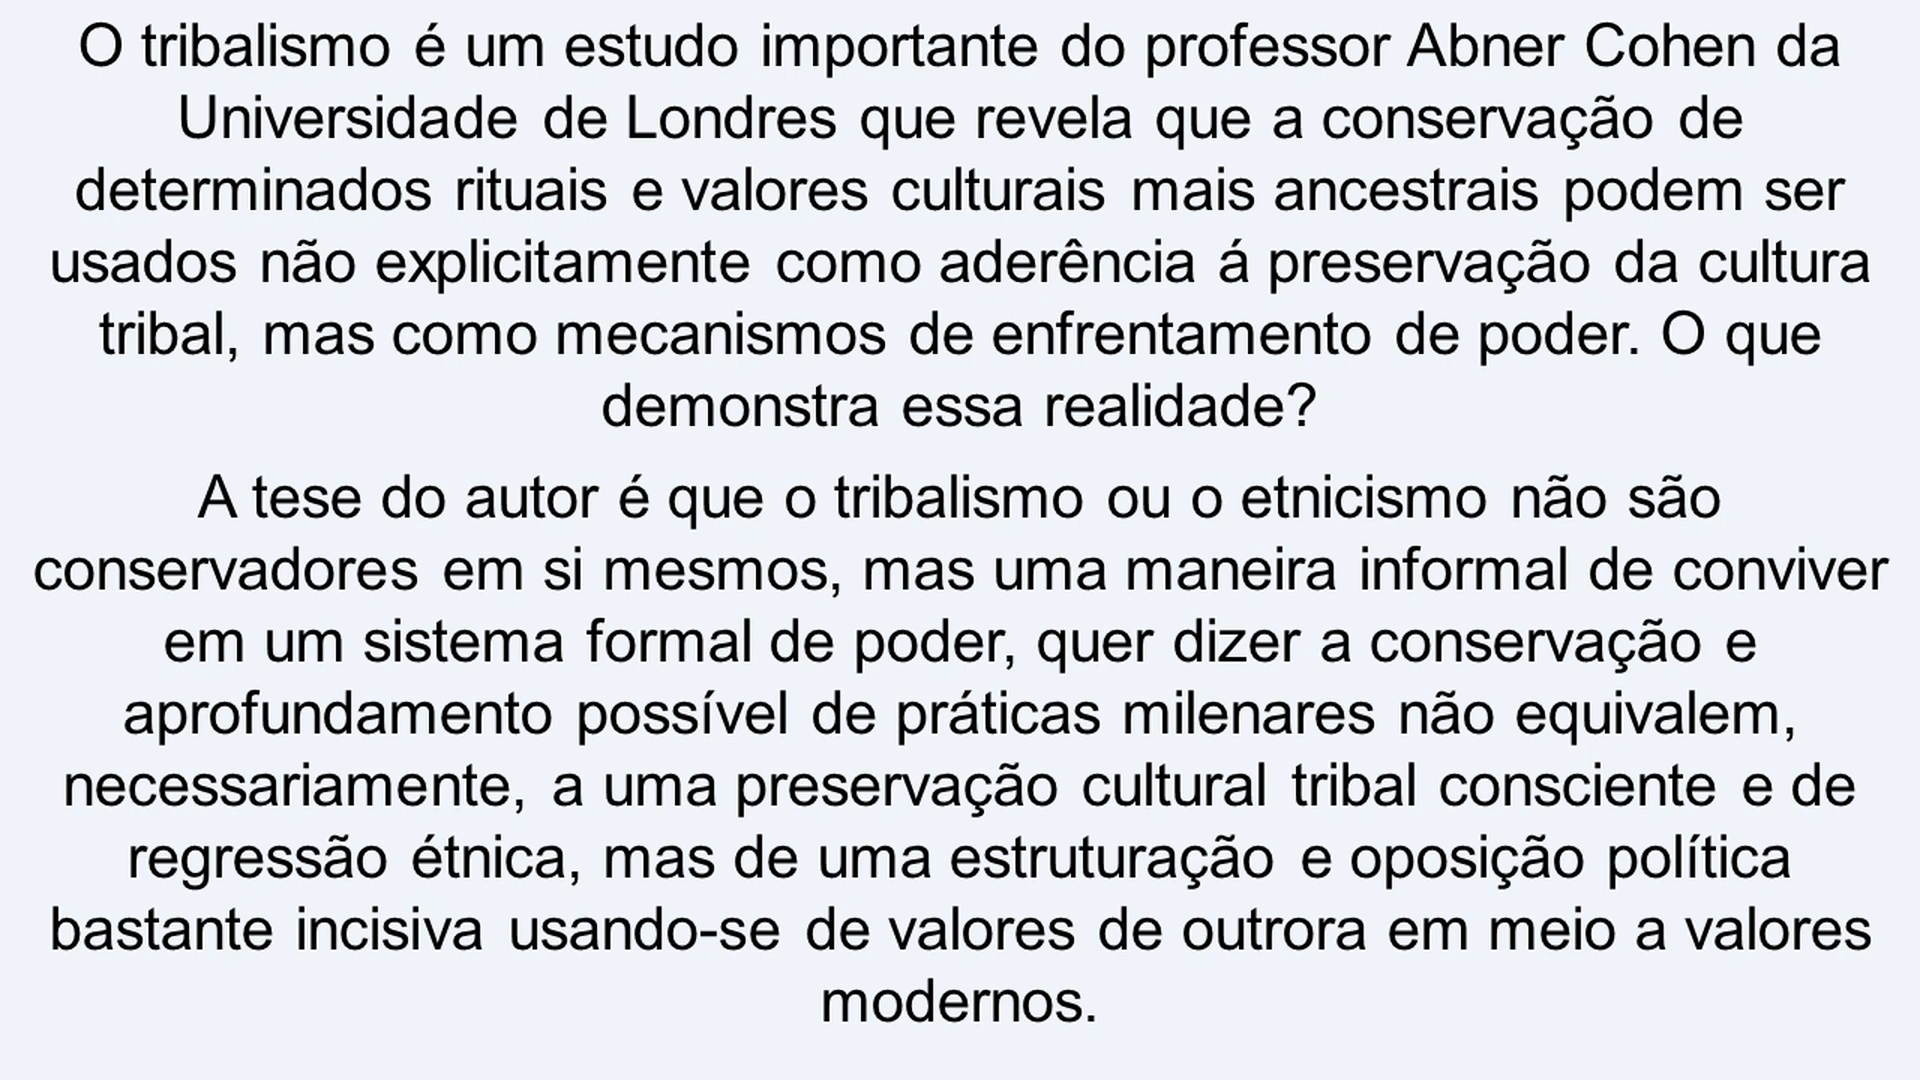 O tribalismo é um estudo importante do professor Abner Cohen da
Universidade de Londres que revela que a conservação de
determinados rituais e valores culturais mais ancestrais podem ser
usados não explicitamente como aderência á preservação da cultura
tribal, mas como mecanismos de enfrentamento de poder. O que
demonstra essa realidade?
A tese do autor é que o tribalismo ou o etnicismo não são
conservadores em si mesmos, mas uma maneira informal de conviver
em um sistema formal de poder, quer dizer a conservação e
aprofundamento possível de práticas milenares não equivalem,
necessariamente, a uma preservação cultural tribal consciente e de
regressão étnica, mas de uma estruturação e oposição política
bastante incisiva usando-se de valores de outrora em meio a valores
modernos.